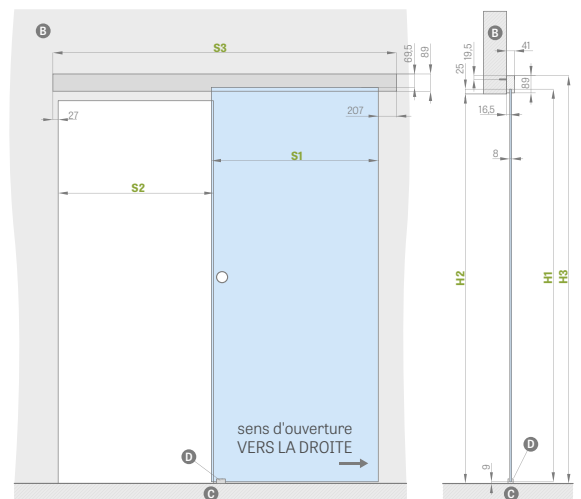 B
S3
69.5
89
27
207
S2
S1
sens d'ouverture
VERS LA DROITE
D
C
B
41
19,5
25
89
16,5
8
H2
H1
H3
9
D
C